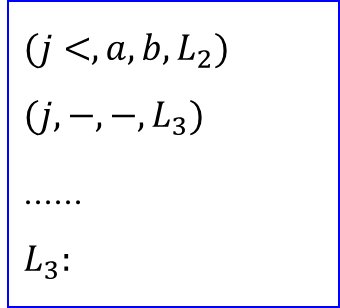 (j <, a, b, L₂)
(j, −, −, L₃)
……
L₃: